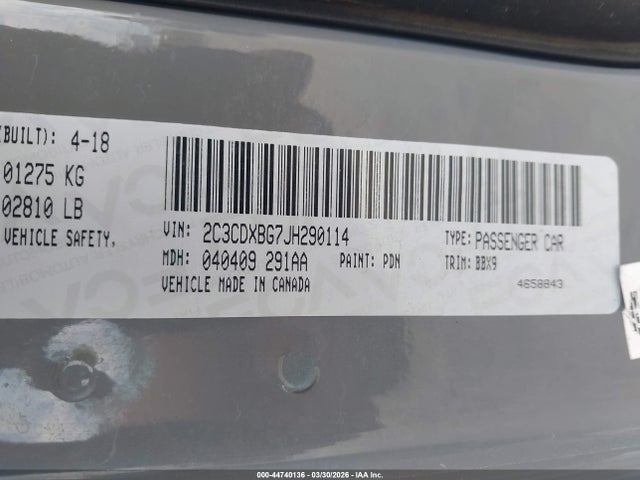 (BUILT): 4-18
01275 KG
02810 LB
VEHICLE SAFETY,
VIN: 2C3CDXBG7JH290114
TYPE: PASSENGER CAR
MDH: 040409 291AA
PAINT: PDN
TRIM: BBX9
VEHICLE MADE IN CANADA
4658843
000-44740136 — 03/30/2026 — IAA Inc.